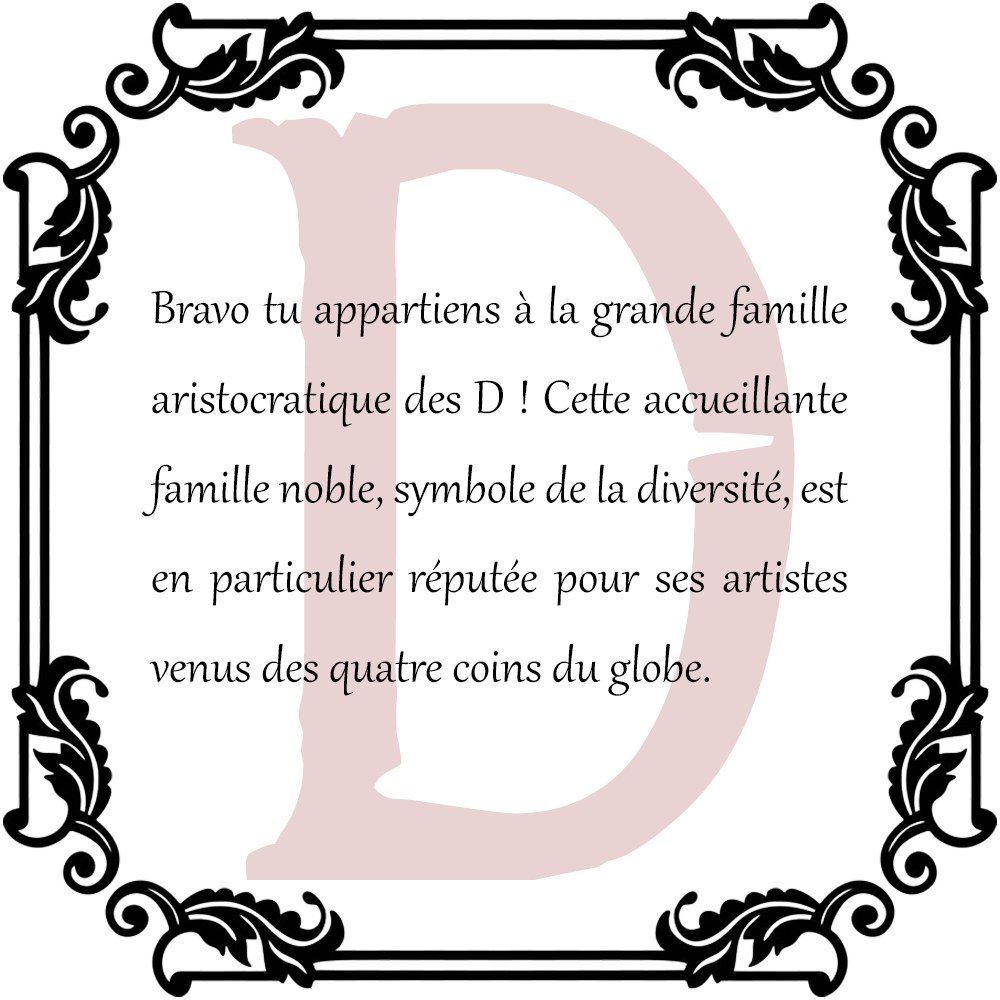 D
Bravo tu appartiens à la grande famille
aristocratique des D ! Cette accueillante
famille noble, symbole de la diversité, est
en particulier réputée pour ses artistes
venus des quatre coins du globe.